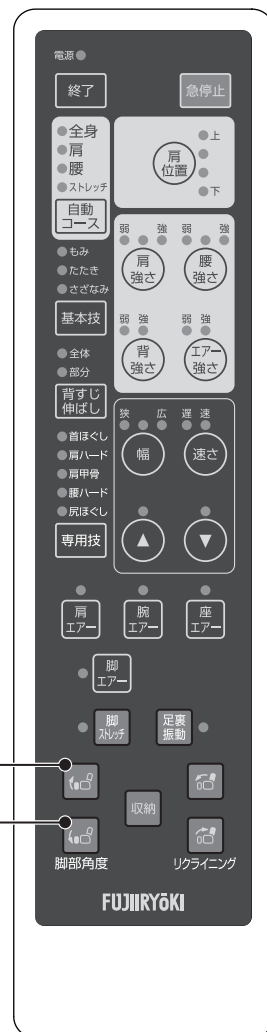 電源
終了
急停止
全身
肩
腰
ストレッチ
自動
コース
上
肩
位置
下
もみ
たたき
さざなみ
基本技
弱 強
肩
強さ
弱 強
腰
強さ
弱 強
背
強さ
弱 強
エアー
強さ
全体
部分
背すじ
伸ばし
狭 広
幅
遅 速
速さ
首ほぐし
肩ハード
肩甲骨
腰ハード
尻ほぐし
専用技
▲
▼
肩
エアー
腕
エアー
座
エアー
脚
エアー
脚
ストレッチ
足裏
振動
収納
脚部角度
リクライニング
FUJIIRYōKI